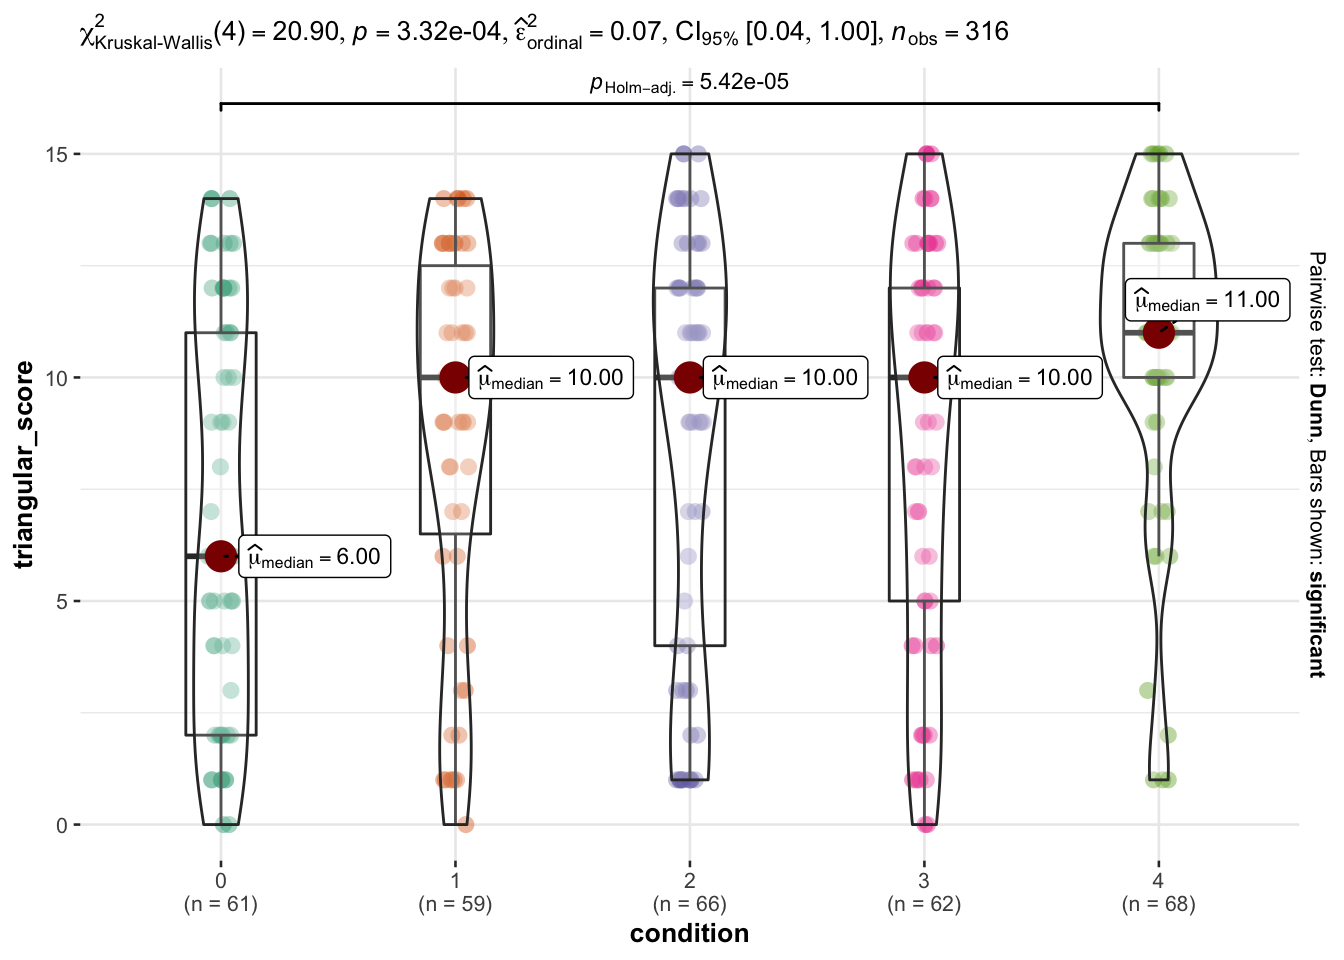 χ²Kruskal-Wallis(4) = 20.90, p = 3.32e-04, ε̂²ordinal = 0.07, CI95% [0.04, 1.00], nobs = 316
pHolm−adj. = 5.42e-05
15
10
5
0
triangular_score
μ̂median = 6.00
μ̂median = 10.00
μ̂median = 10.00
μ̂median = 10.00
μ̂median = 11.00
Pairwise test: Dunn, Bars shown: significant
0
(n = 61)
1
(n = 59)
2
(n = 66)
3
(n = 62)
4
(n = 68)
condition